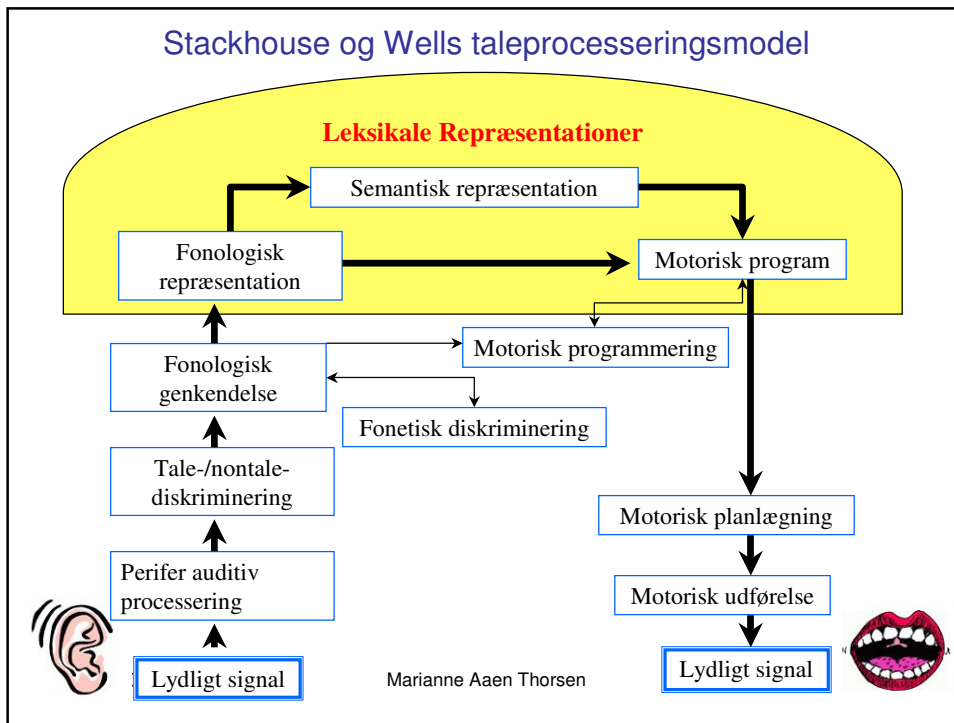 Stackhouse og Wells taleprocesseringsmodel
Leksikale Repræsentationer
Semantisk repræsentation
Fonologisk
repræsentation
Motorisk program
Fonologisk
genkendelse
Motorisk programmering
Fonetisk diskriminering
Tale-/nontale-
diskriminering
Motorisk planlægning
Perifer auditiv
processering
Motorisk udførelse
Lydligt signal
Marianne Aaen Thorsen
Lydligt signal